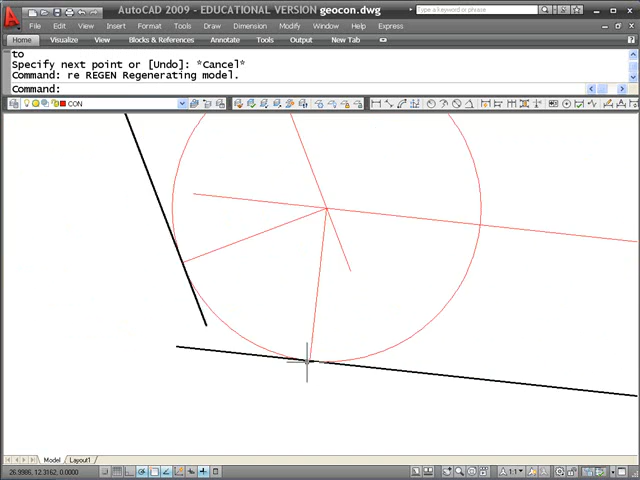 AutoCAD 2009 - EDUCATIONAL VERSION geocon.dwg
Type a keyword or phrase
File Edit View Insert Format Tools Draw Dimension Modify Window Help Express
Home Visualize Blocks & References Annotate Tools Output New Tab
to
Specify next point or [Undo]: *Cancel*
Command: re REGEN Regenerating model.
Command:
CON
Model Layout1
26.9986, 12.3162, 0.0000
1:1